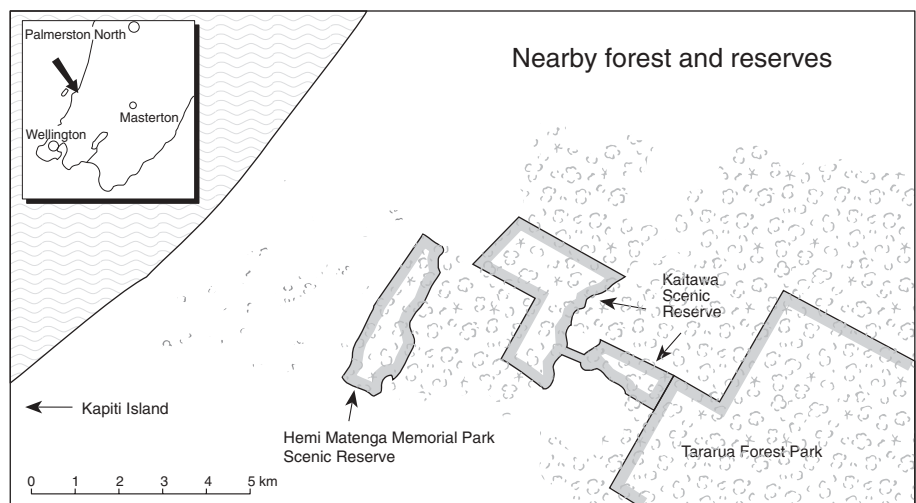 Palmerston North
Masterton
Wellington
Nearby forest and reserves
Kaitawa
Scenic
Reserve
Kapiti Island
Hemi Matenga Memorial Park
Scenic Reserve
Tararua Forest Park
0 1 2 3 4 5 km